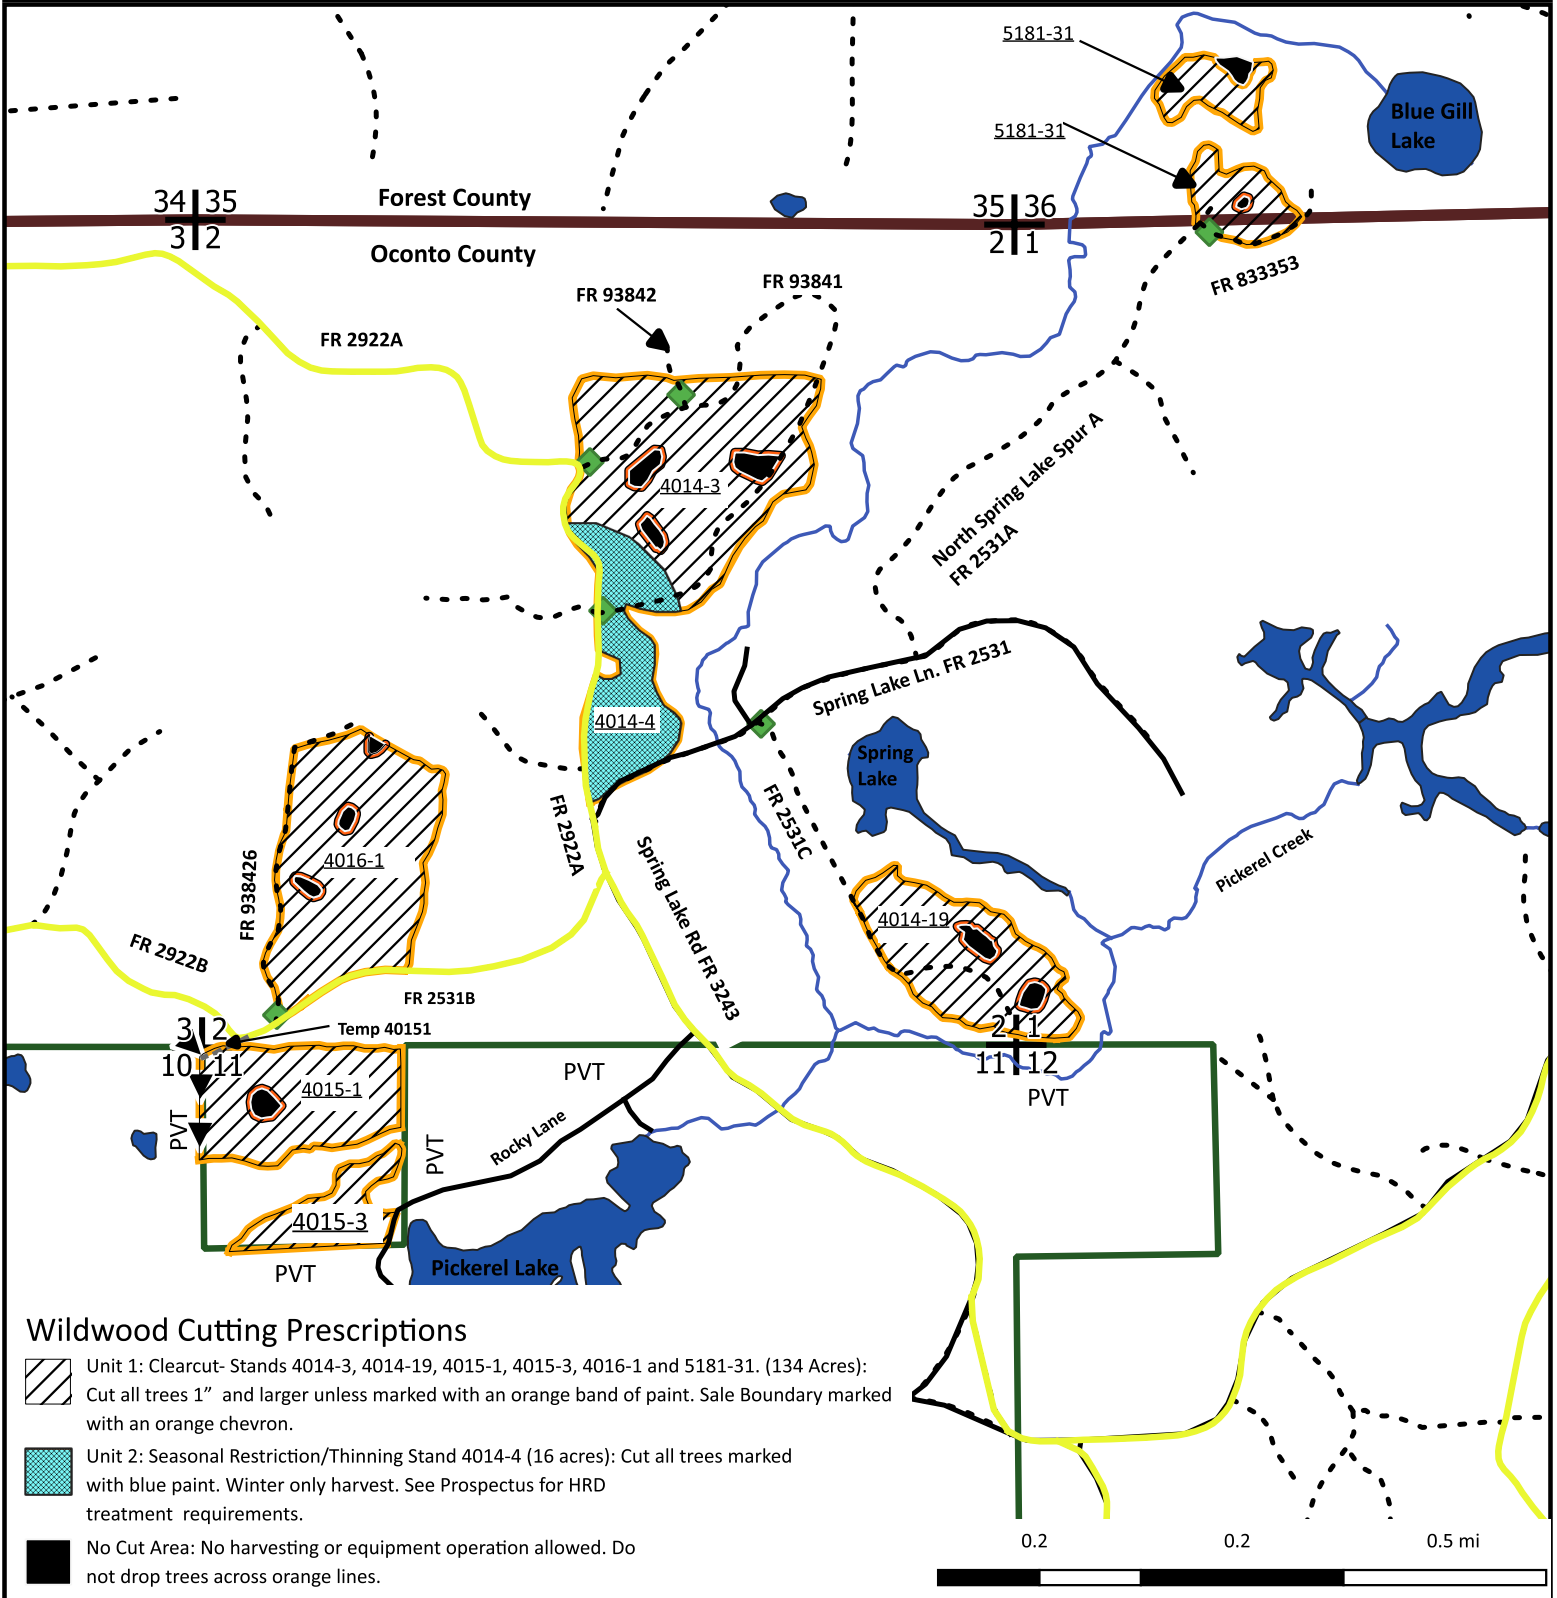 5181-31
Blue Gill
Lake
5181-31
34 35
3 2
Forest County
Oconto County
35 36
2 1
FR 833353
FR 93842
FR 93841
FR 2922A
4014-3
North Spring Lake Spur A
FR 2531A
Spring Lake Ln. FR 2531
4014-4
Spring
Lake
FR 2922A
FR 2531C
Spring Lake Rd FR 3243
Pickerel Creek
4016-1
FR 938426
4014-19
FR 2922B
FR 2531B
Temp 40151
3 2
10 11
2 1
11 12
PVT
PVT
4015-1
PVT
PVT
Rocky Lane
4015-3
PVT
Pickerel Lake
Wildwood Cutting Prescriptions
Unit 1: Clearcut- Stands 4014-3, 4014-19, 4015-1, 4015-3, 4016-1 and 5181-31. (134 Acres):
Cut all trees 1” and larger unless marked with an orange band of paint. Sale Boundary marked
with an orange chevron.
Unit 2: Seasonal Restriction/Thinning Stand 4014-4 (16 acres): Cut all trees marked
with blue paint. Winter only harvest. See Prospectus for HRD
treatment requirements.
No Cut Area: No harvesting or equipment operation allowed. Do
not drop trees across orange lines.
0.2 0.2 0.5 mi